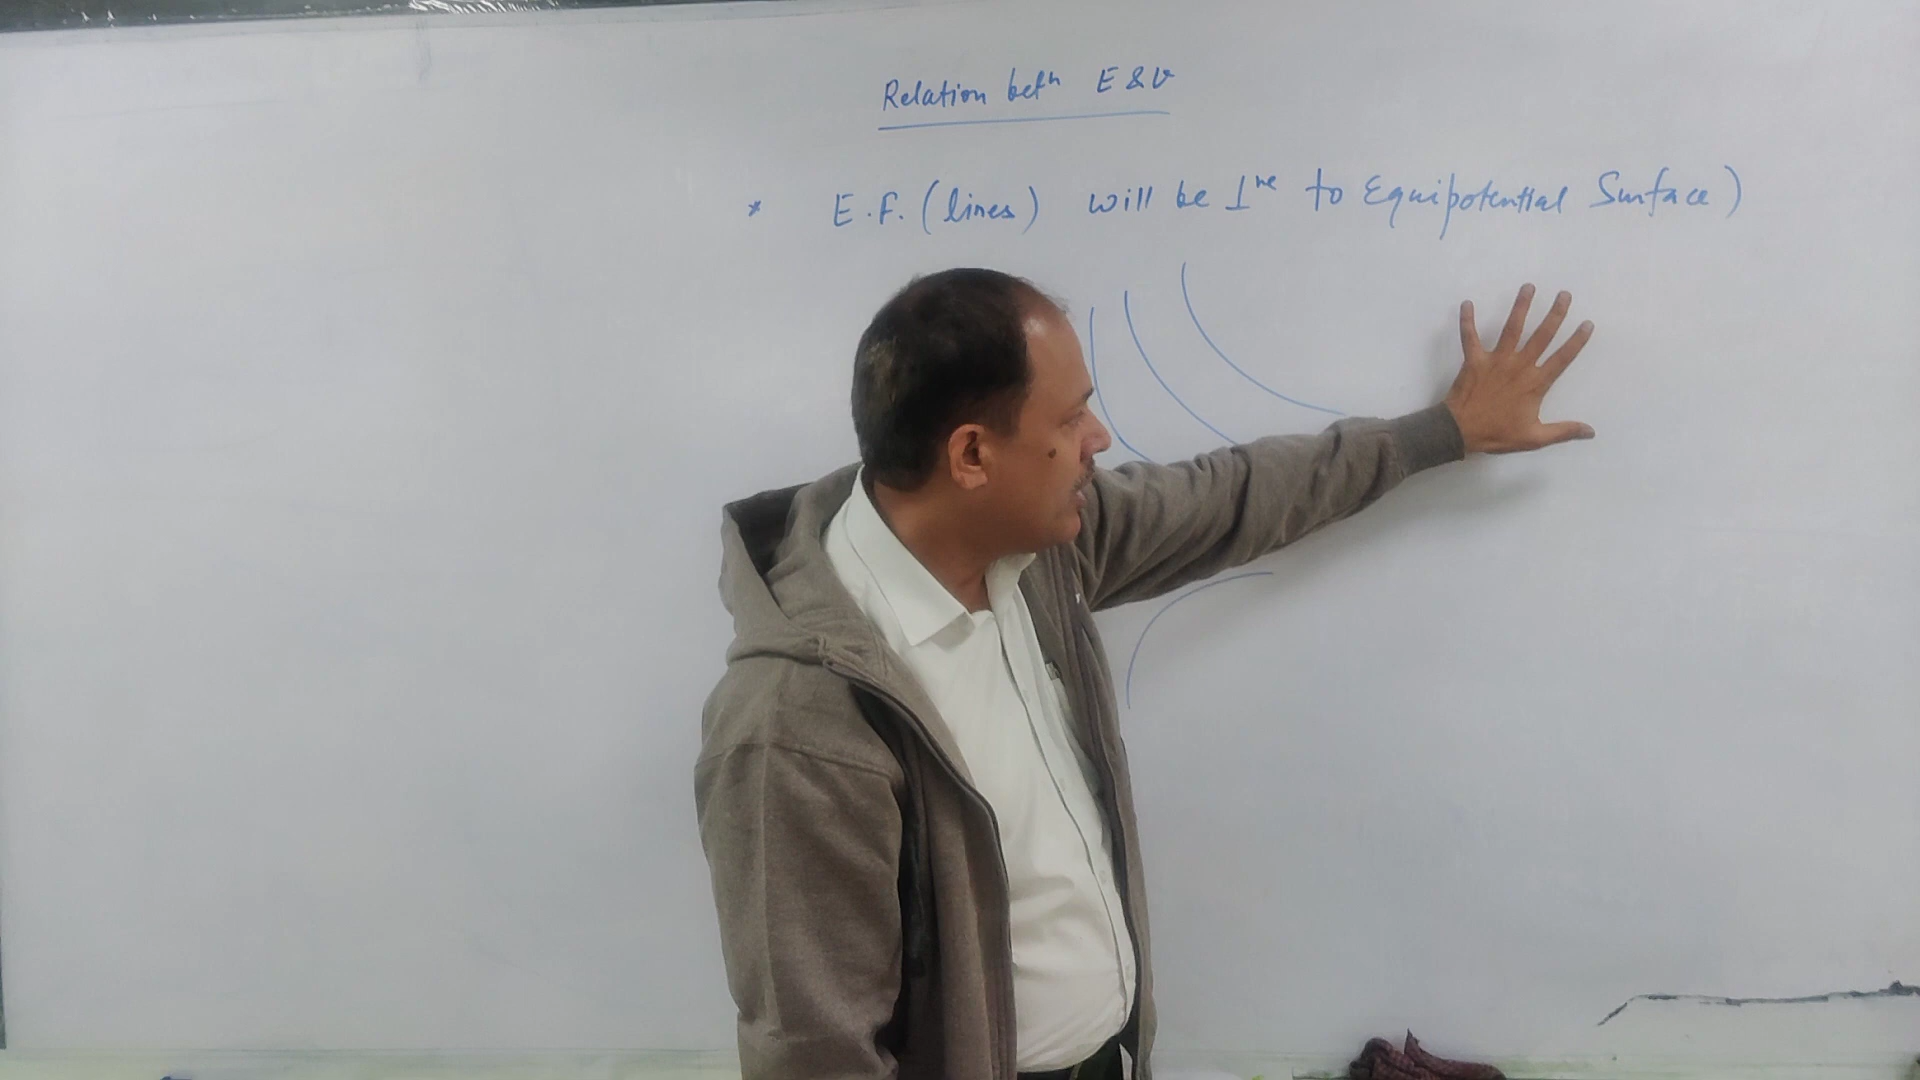 Relation betn E & V
* E.F. (lines) will be ⊥ne to Equipotential Surface)